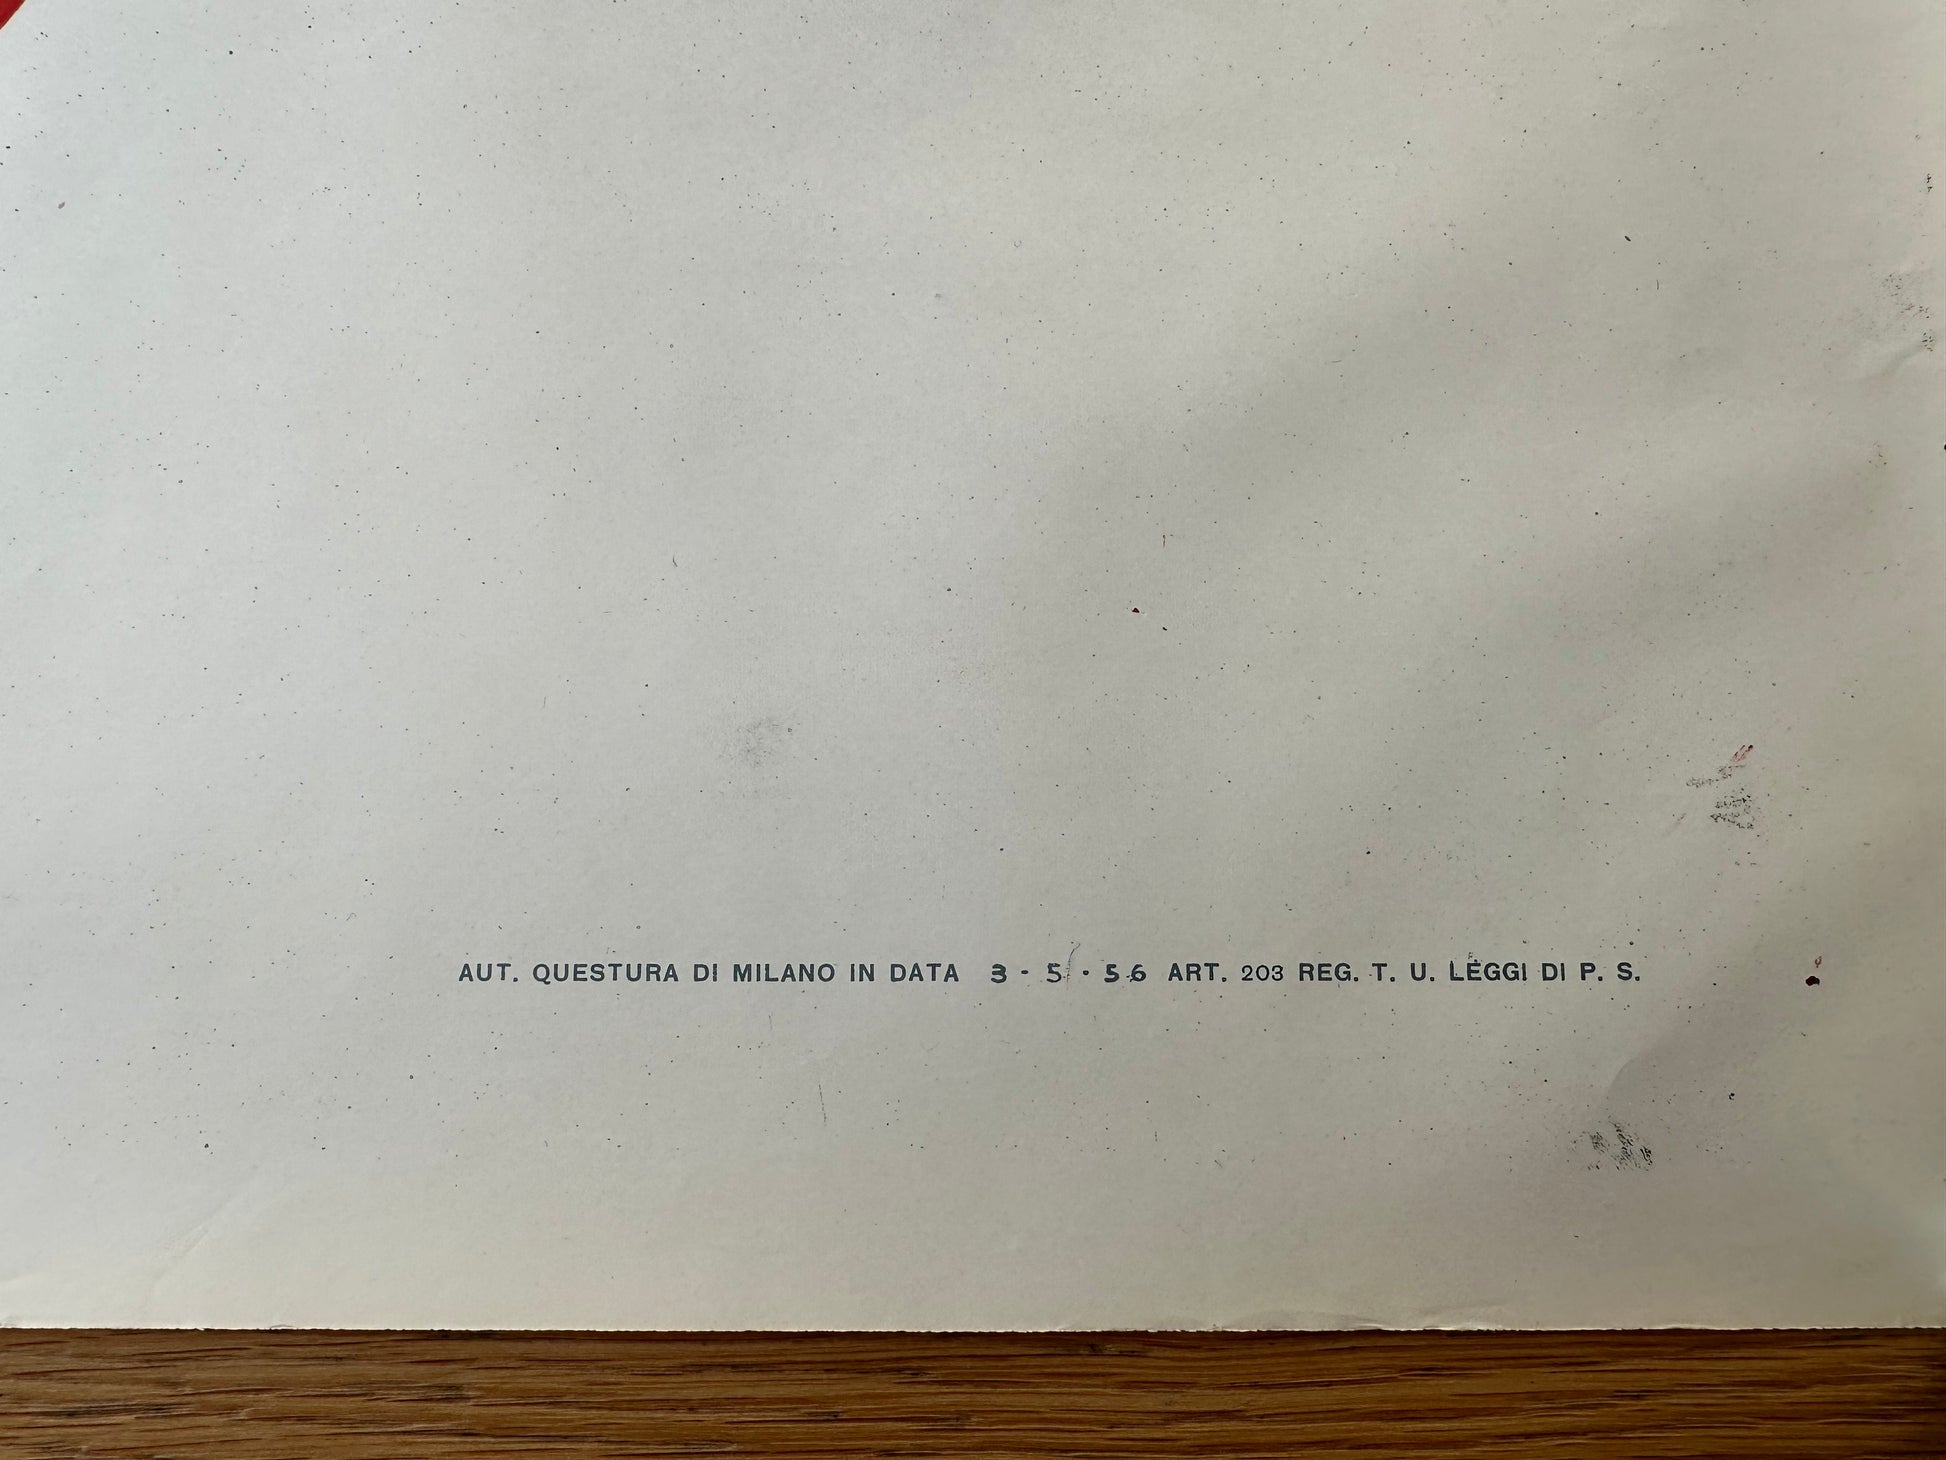 AUT. QUESTURA DI MILANO IN DATA 3 - 5 - 56 ART. 203 REG. T. U. LEGGI DI P. S.